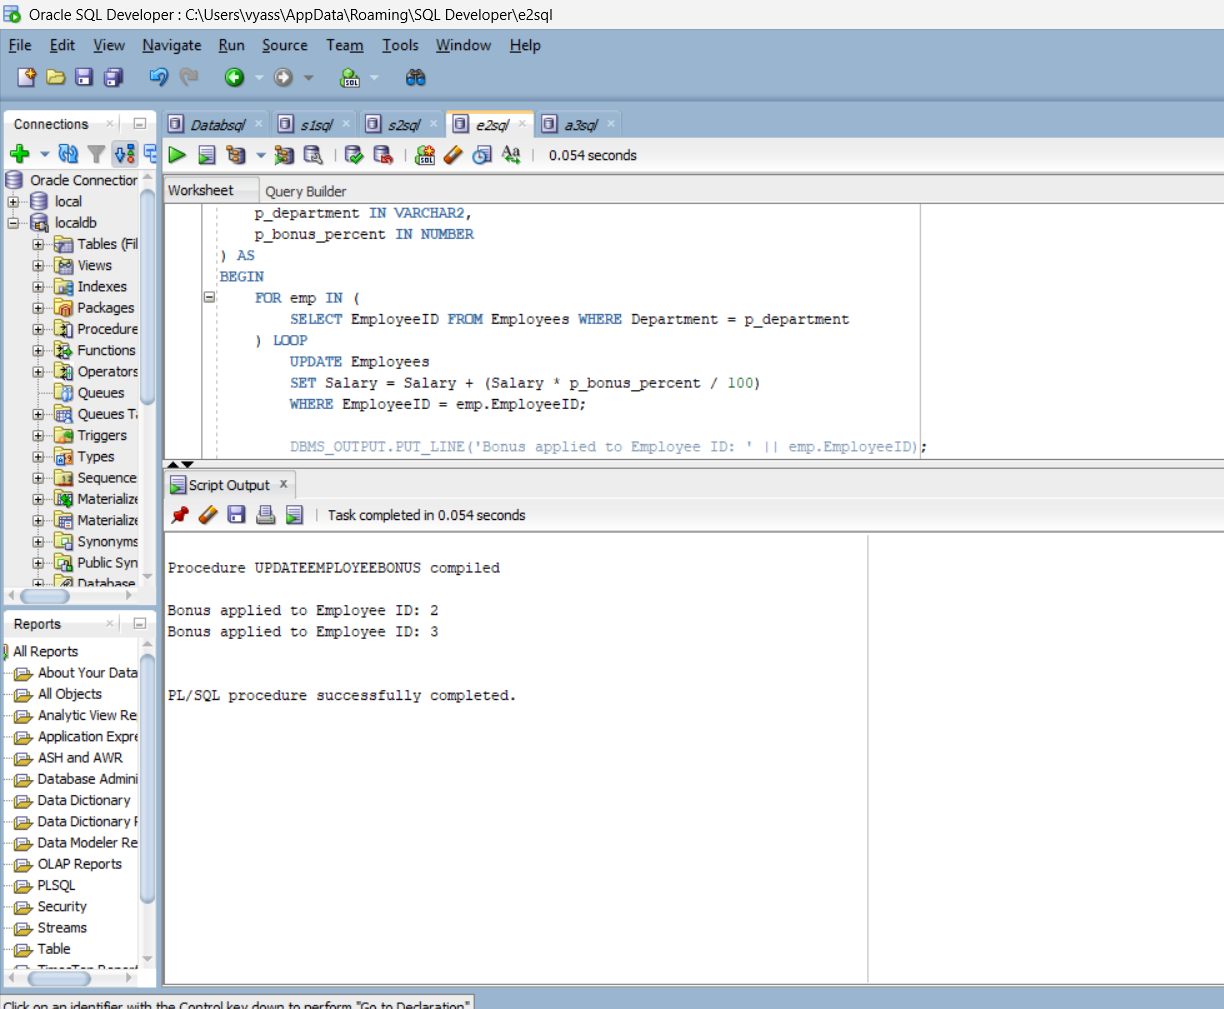 Oracle SQL Developer : C:\Users\vyass\AppData\Roaming\SQL Developer\e2sql
File Edit View Navigate Run Source Team Tools Window Help
Connections
Oracle Connection
local
localdb
Tables (Fil
Views
Indexes
Packages
Procedure
Functions
Operators
Queues
Queues Ta
Triggers
Types
Sequence
Materialize
Materialize
Synonyms
Public Syn
Database
Reports
All Reports
About Your Data
All Objects
Analytic View Re
Application Expre
ASH and AWR
Database Admini
Data Dictionary
Data Dictionary R
Data Modeler Re
OLAP Reports
PLSQL
Security
Streams
Table
TimesTen Report
Databsql s1sql s2sql e2sql a3sql
0.054 seconds
Worksheet Query Builder
p_department IN VARCHAR2,
p_bonus_percent IN NUMBER
) AS
BEGIN
FOR emp IN (
SELECT EmployeeID FROM Employees WHERE Department = p_department
) LOOP
UPDATE Employees
SET Salary = Salary + (Salary * p_bonus_percent / 100)
WHERE EmployeeID = emp.EmployeeID;
DBMS_OUTPUT.PUT_LINE('Bonus applied to Employee ID: ' || emp.EmployeeID);
Script Output
Task completed in 0.054 seconds
Procedure UPDATEEMPLOYEEBONUS compiled
Bonus applied to Employee ID: 2
Bonus applied to Employee ID: 3
PL/SQL procedure successfully completed.
Click on an identifier with the Control key down to perform "Go to Declaration"